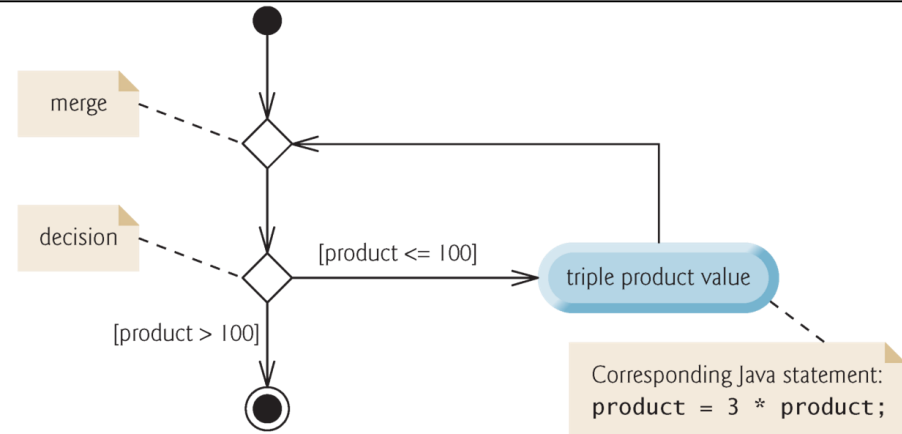 merge
decision
[product <= 100]
triple product value
[product > 100]
Corresponding Java statement:
product = 3 * product;